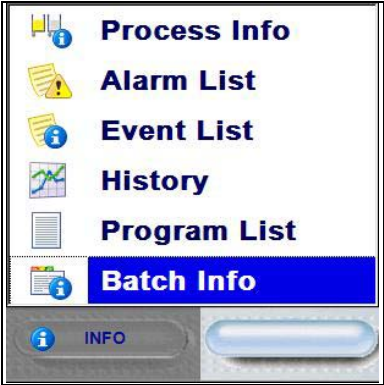 Process Info
Alarm List
Event List
History
Program List
Batch Info
INFO